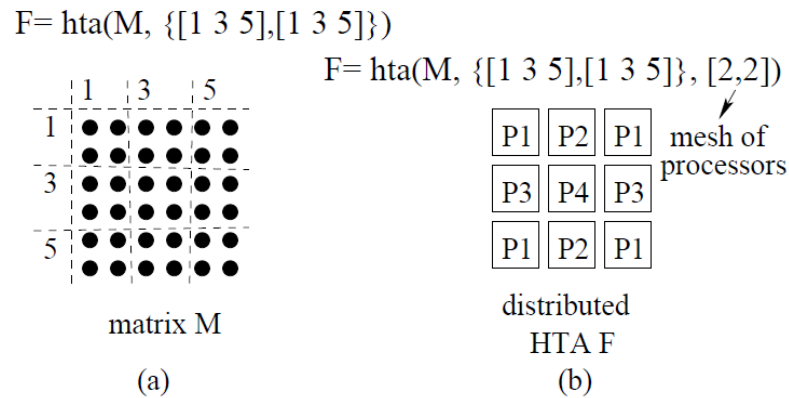 F= hta(M, {[1 3 5],[1 3 5]})
1 3 5
1
3
5
matrix M
(a)
F= hta(M, {[1 3 5],[1 3 5]}, [2,2])
P1 P2 P1
P3 P4 P3
P1 P2 P1
mesh of
processors
distributed
HTA F
(b)